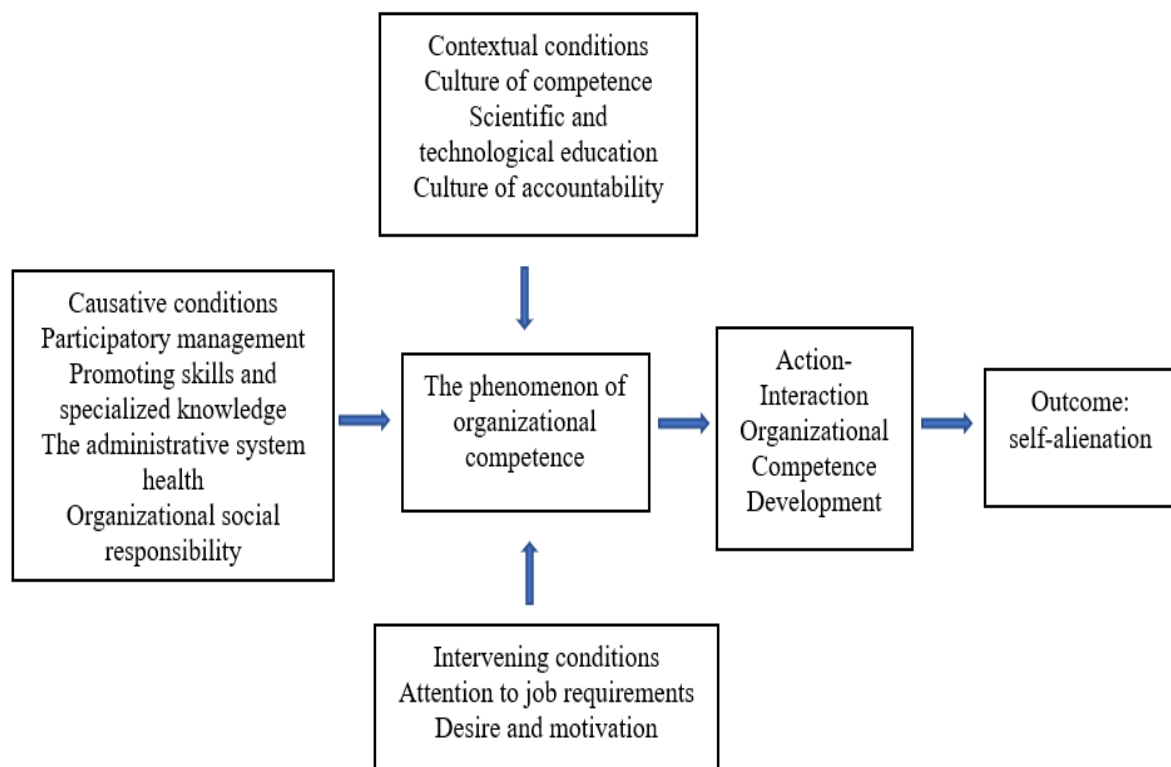 Contextual conditions
Culture of competence
Scientific and
technological education
Culture of accountability
Causative conditions
Participatory management
Promoting skills and
specialized knowledge
The administrative system
health
Organizational social
responsibility
The phenomenon of
organizational
competence
Action-
Interaction
Organizational
Competence
Development
Outcome:
self-alienation
Intervening conditions
Attention to job requirements
Desire and motivation